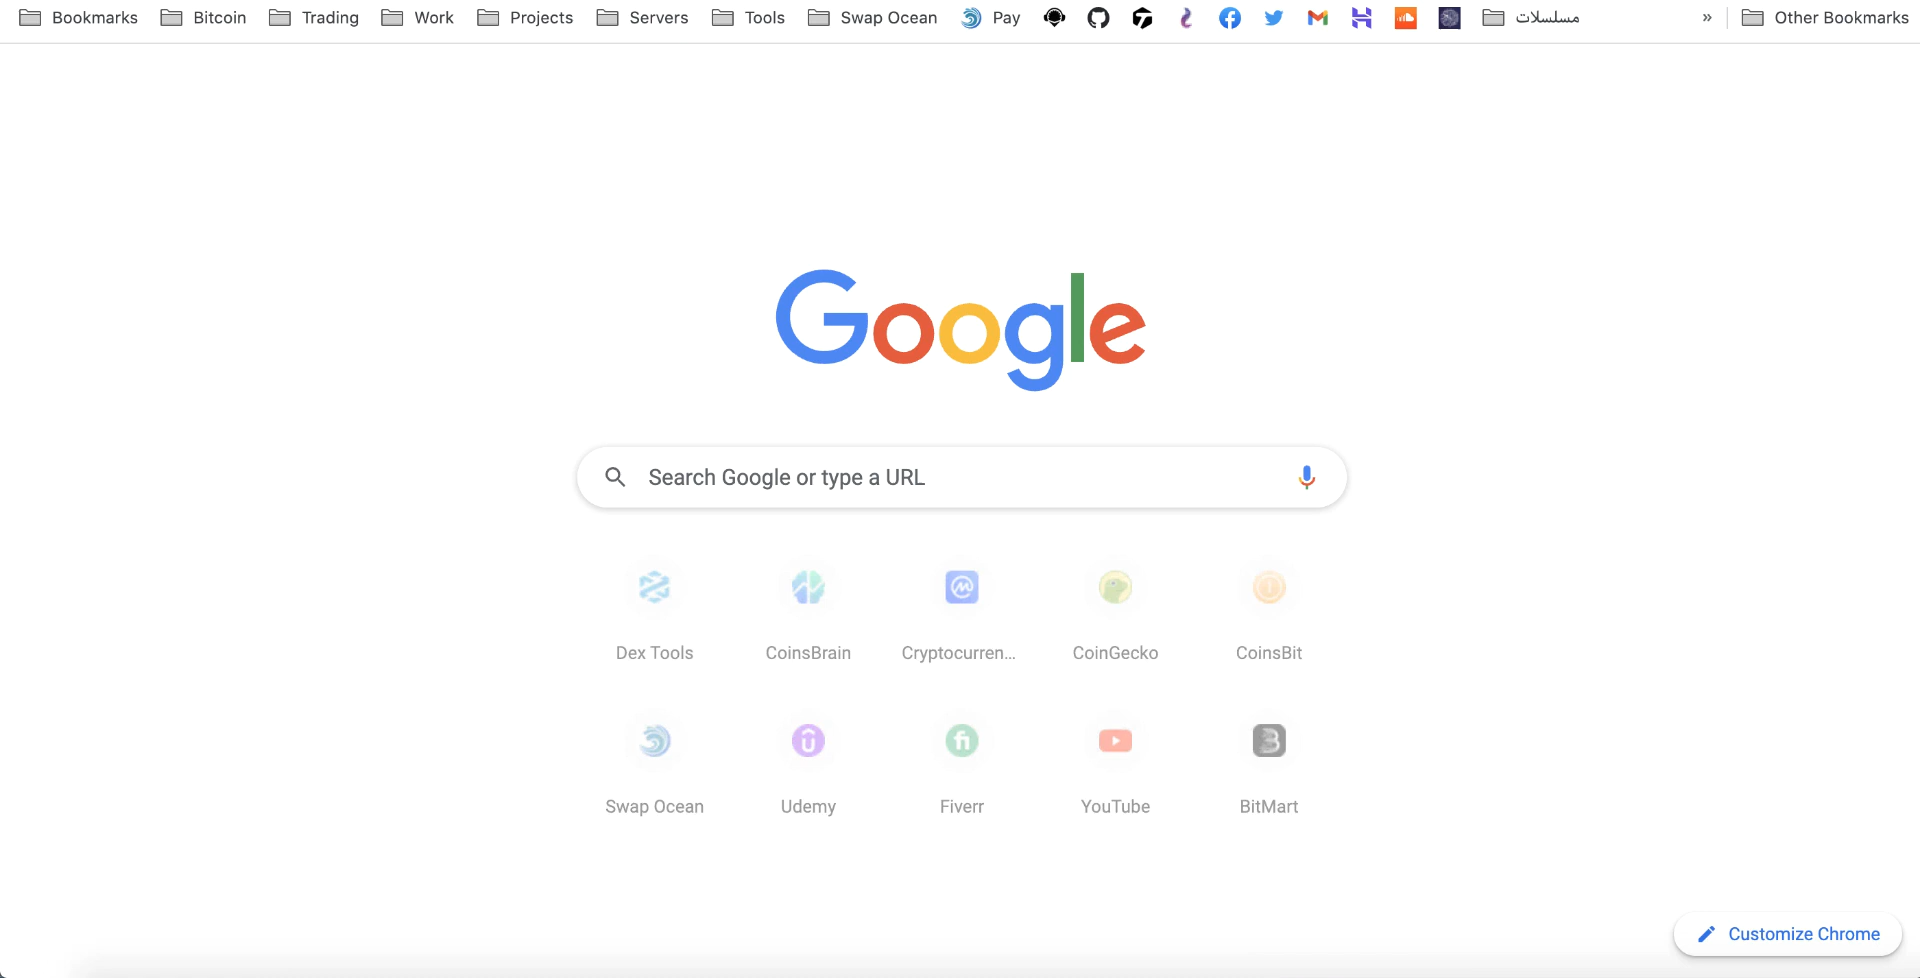 Bookmarks Bitcoin Trading Work Projects Servers Tools Swap Ocean Pay مسلسلات » Other Bookmarks
Google
Search Google or type a URL
Dex Tools CoinsBrain Cryptocurren... CoinGecko CoinsBit
Swap Ocean Udemy Fiverr YouTube BitMart
Customize Chrome